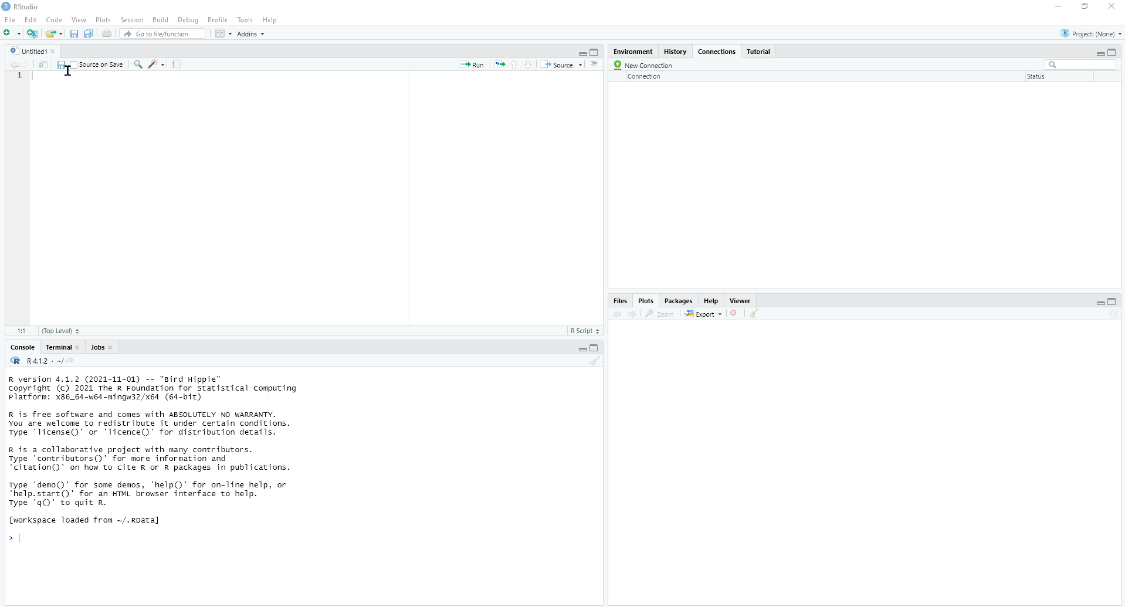 RStudio
File Edit Code View Plots Session Build Debug Profile Tools Help
Go to file/function Addins Project: (None)
Untitled1
Source on Save Run Source
1
1:1 (Top Level) R Script
Console Terminal Jobs
R 4.1.2 · ~/
R version 4.1.2 (2021-11-01) -- "Bird Hippie"
Copyright (C) 2021 The R Foundation for Statistical Computing
Platform: x86_64-w64-mingw32/x64 (64-bit)
R is free software and comes with ABSOLUTELY NO WARRANTY.
You are welcome to redistribute it under certain conditions.
Type 'license()' or 'licence()' for distribution details.
R is a collaborative project with many contributors.
Type 'contributors()' for more information and
'citation()' on how to cite R or R packages in publications.
Type 'demo()' for some demos, 'help()' for on-line help, or
'help.start()' for an HTML browser interface to help.
Type 'q()' to quit R.
[Workspace loaded from ~/.RData]
>
Environment History Connections Tutorial
New Connection
Connection Status
Files Plots Packages Help Viewer
Zoom Export